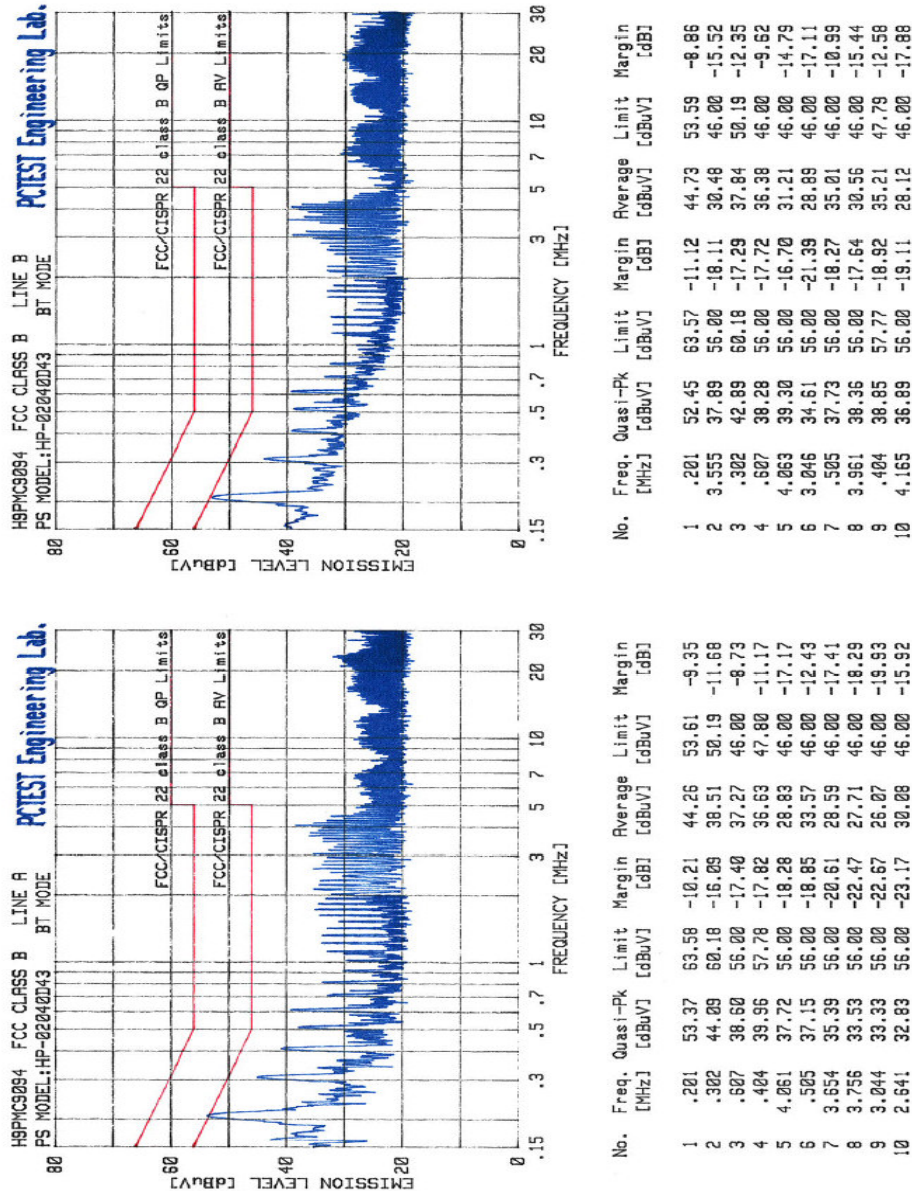 H9PMC9094 FCC CLASS B LINE A
PS MODEL:HP-02040D43 BT MODE
PCTEST Engineering Lab.
80
60
40
20
0
EMISSION LEVEL [dBuV]
FCC/CISPR 22 class B QP Limits
FCC/CISPR 22 class B AV Limits
.15 .3 .5 .7 1 3 5 7 10 20 30
FREQUENCY [MHz]
No. Freq. Quasi-Pk Limit Margin Average Limit Margin
[MHz] [dBuV] [dBuV] [dB] [dBuV] [dBuV] [dB]
1 .201 53.37 63.58 -10.21 44.26 53.61 -9.35
2 .302 44.09 60.18 -16.09 38.51 50.19 -11.68
3 .607 38.60 56.00 -17.40 37.27 46.00 -8.73
4 .404 39.96 57.78 -17.82 36.63 47.80 -11.17
5 4.061 37.72 56.00 -18.28 28.83 46.00 -17.17
6 .505 37.15 56.00 -18.85 33.57 46.00 -12.43
7 3.654 35.39 56.00 -20.61 28.59 46.00 -17.41
8 3.756 33.53 56.00 -22.47 27.71 46.00 -18.29
9 3.044 33.33 56.00 -22.67 26.07 46.00 -19.93
10 2.641 32.83 56.00 -23.17 30.08 46.00 -15.92
H9PMC9094 FCC CLASS B LINE B
PS MODEL:HP-02040D43 BT MODE
PCTEST Engineering Lab.
80
60
40
20
0
EMISSION LEVEL [dBuV]
FCC/CISPR 22 class B QP Limits
FCC/CISPR 22 class B AV Limits
.15 .3 .5 .7 1 3 5 7 10 20 30
FREQUENCY [MHz]
No. Freq. Quasi-Pk Limit Margin Average Limit Margin
[MHz] [dBuV] [dBuV] [dB] [dBuV] [dBuV] [dB]
1 .201 52.45 63.57 -11.12 44.73 53.59 -8.86
2 3.555 37.89 56.00 -18.11 30.48 46.00 -15.52
3 .302 42.89 60.18 -17.29 37.84 50.19 -12.35
4 .607 38.28 56.00 -17.72 36.38 46.00 -9.62
5 4.063 39.30 56.00 -16.70 31.21 46.00 -14.79
6 3.046 34.61 56.00 -21.39 28.89 46.00 -17.11
7 .505 37.73 56.00 -18.27 35.01 46.00 -10.99
8 3.961 38.36 56.00 -17.64 30.56 46.00 -15.44
9 .404 38.85 57.77 -18.92 35.21 47.79 -12.58
10 4.165 36.89 56.00 -19.11 28.12 46.00 -17.88